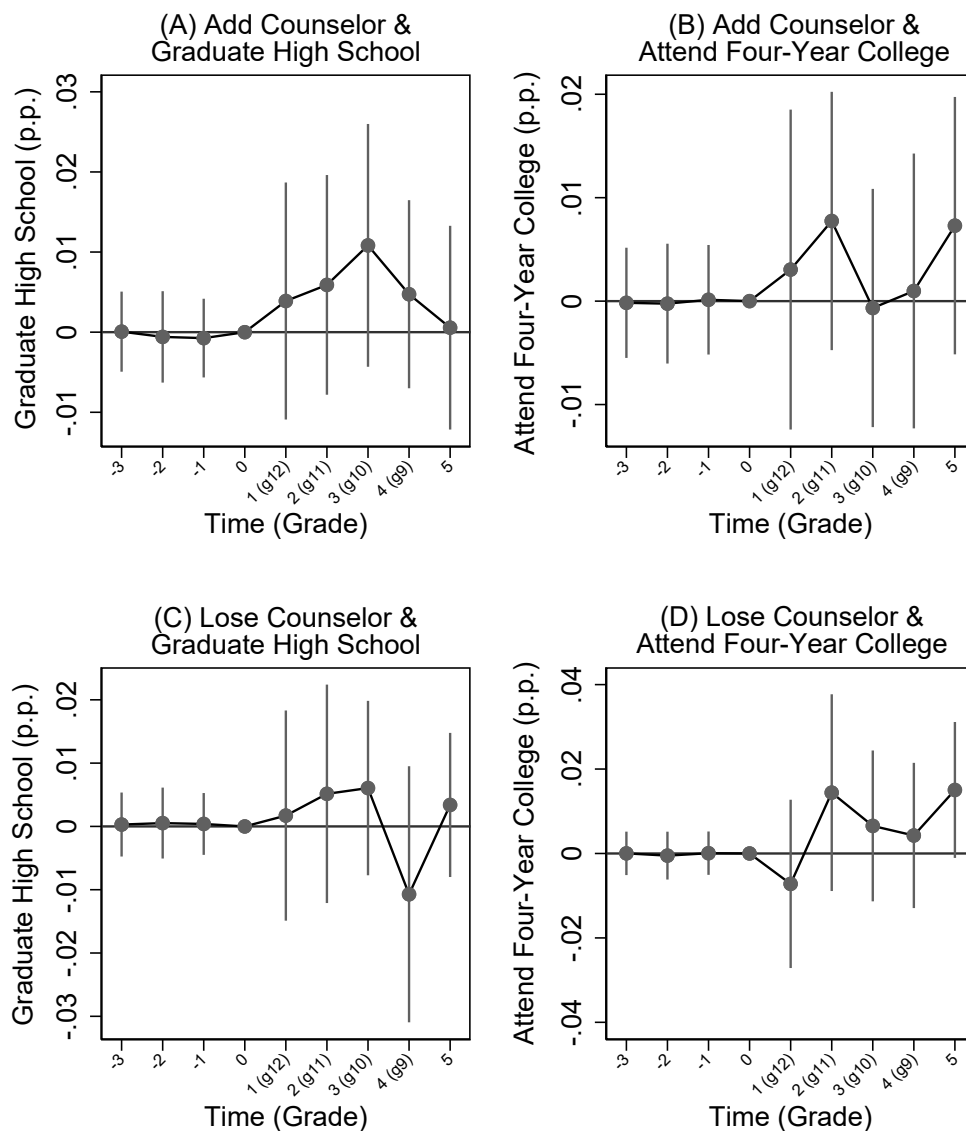 (A) Add Counselor &
Graduate High School
Graduate High School (p.p.)
.03
.02
.01
0
-.01
-3
-2
-1
0
1 (g12)
2 (g11)
3 (g10)
4 (g9)
5
Time (Grade)
(B) Add Counselor &
Attend Four-Year College
Attend Four-Year College (p.p.)
.02
.01
0
-.01
-3
-2
-1
0
1 (g12)
2 (g11)
3 (g10)
4 (g9)
5
Time (Grade)
(C) Lose Counselor &
Graduate High School
Graduate High School (p.p.)
.02
.01
0
-.01
-.02
-.03
-3
-2
-1
0
1 (g12)
2 (g11)
3 (g10)
4 (g9)
5
Time (Grade)
(D) Lose Counselor &
Attend Four-Year College
Attend Four-Year College (p.p.)
.04
.02
0
-.02
-.04
-3
-2
-1
0
1 (g12)
2 (g11)
3 (g10)
4 (g9)
5
Time (Grade)